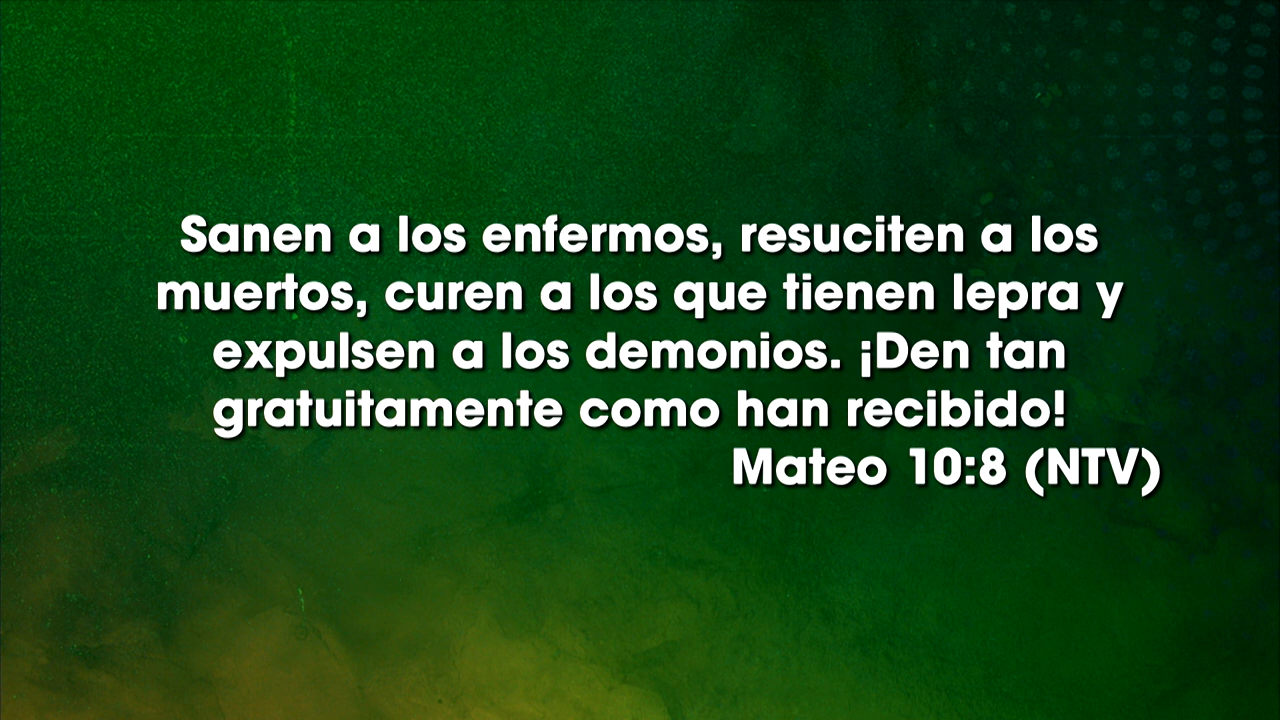 Sanen a los enfermos, resuciten a los
muertos, curen a los que tienen lepra y
expulsen a los demonios. ¡Den tan
gratuitamente como han recibido!
Mateo 10:8 (NTV)